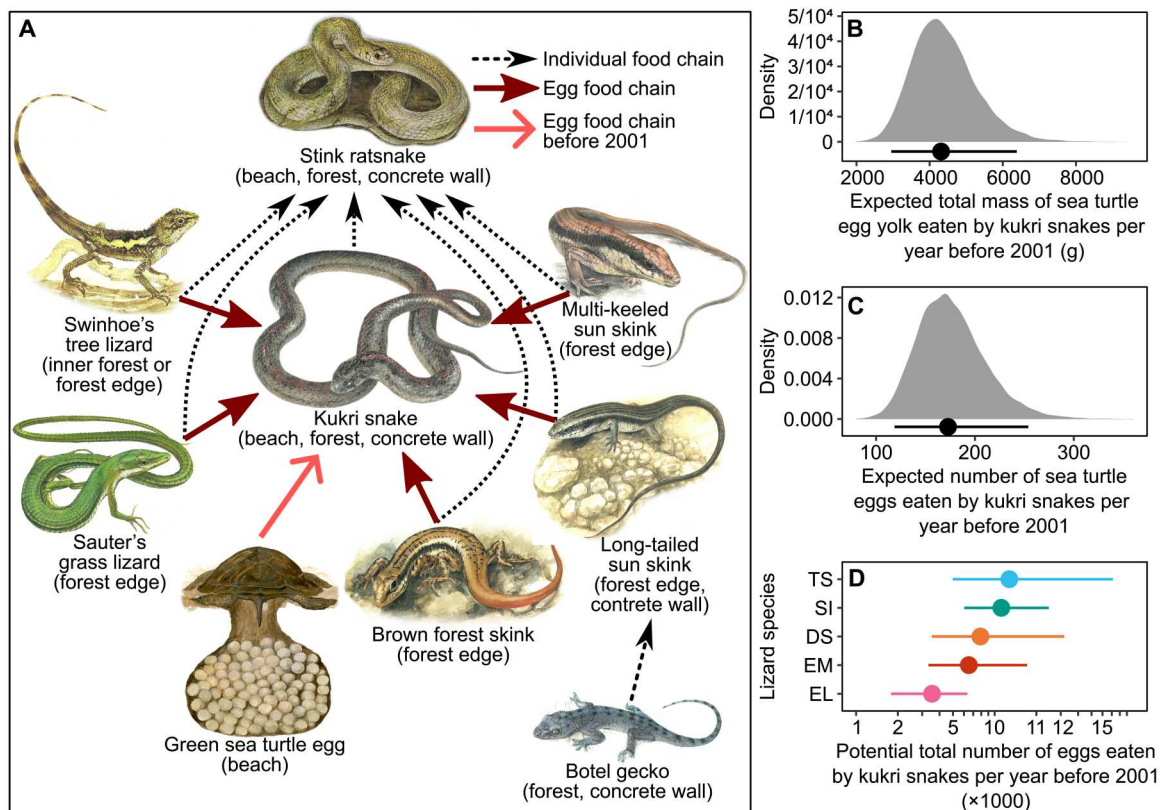 A
Individual food chain
Egg food chain
Egg food chain
before 2001
Stink ratsnake
(beach, forest, concrete wall)
Swinhoe's
tree lizard
(inner forest or
forest edge)
Multi-keeled
sun skink
(forest edge)
Kukri snake
(beach, forest, concrete wall)
Sauter's
grass lizard
(forest edge)
Long-tailed
sun skink
(forest edge,
contrete wall)
Brown forest skink
(forest edge)
Green sea turtle egg
(beach)
Botel gecko
(forest, concrete wall)
B
Density
5/10⁴
4/10⁴
3/10⁴
2/10⁴
1/10⁴
0
2000 4000 6000 8000
Expected total mass of sea turtle
egg yolk eaten by kukri snakes per
year before 2001 (g)
C
Density
0.012
0.008
0.004
0.000
100 200 300
Expected number of sea turtle
eggs eaten by kukri snakes per
year before 2001
D
Lizard species
TS
SI
DS
EM
EL
1 2 5 10 11 12 15
Potential total number of eggs eaten
by kukri snakes per year before 2001
(×1000)